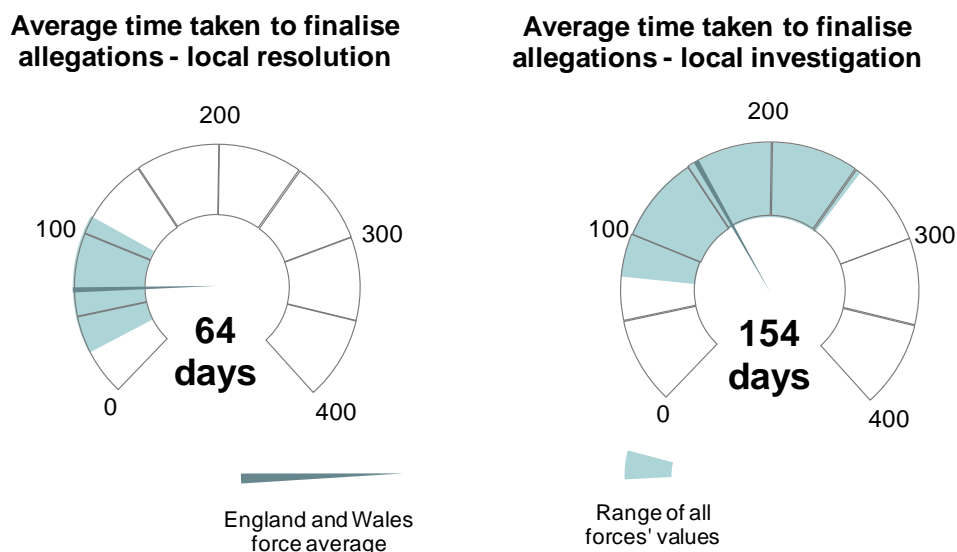 Average time taken to finalise
allegations - local resolution
200
100
300
64
days
0
400
England and Wales
force average
Average time taken to finalise
allegations - local investigation
200
100
300
154
days
0
400
Range of all
forces' values